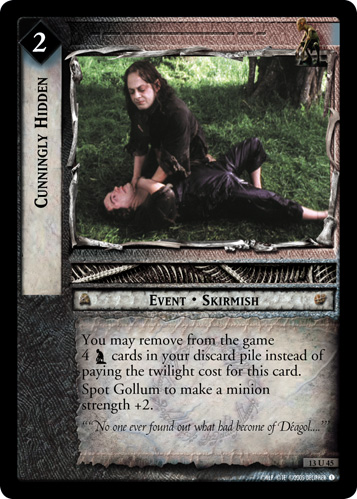 2
CUNNINGLY HIDDEN
EVENT • SKIRMISH
You may remove from the game
4 cards in your discard pile instead of
paying the twilight cost for this card.
Spot Gollum to make a minion
strength +2.
““No one ever found out what had become of Déagol....”
13 U 45